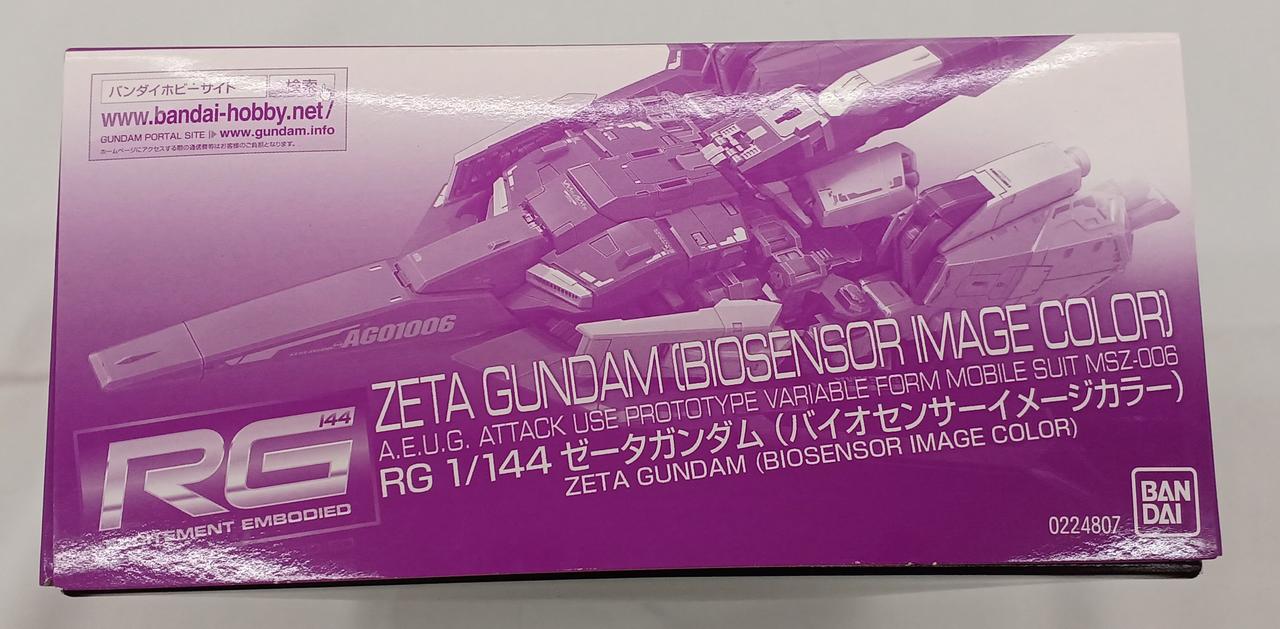 バンダイホビーサイト 検索
www.bandai-hobby.net/
GUNDAM PORTAL SITE www.gundam.info
ホームページにアクセスする際の通信費等はお客様のご負担となります。
AGO1006
ZETA GUNDAM (BIOSENSOR IMAGE COLOR)
A.E.U.G. ATTACK USE PROTOTYPE VARIABLE FORM MOBILE SUIT MSZ-006
RG 1/144 ゼータガンダム (バイオセンサーイメージカラー)
ZETA GUNDAM (BIOSENSOR IMAGE COLOR)
144
RG
EMBODIED
0224807
BAN
DAI